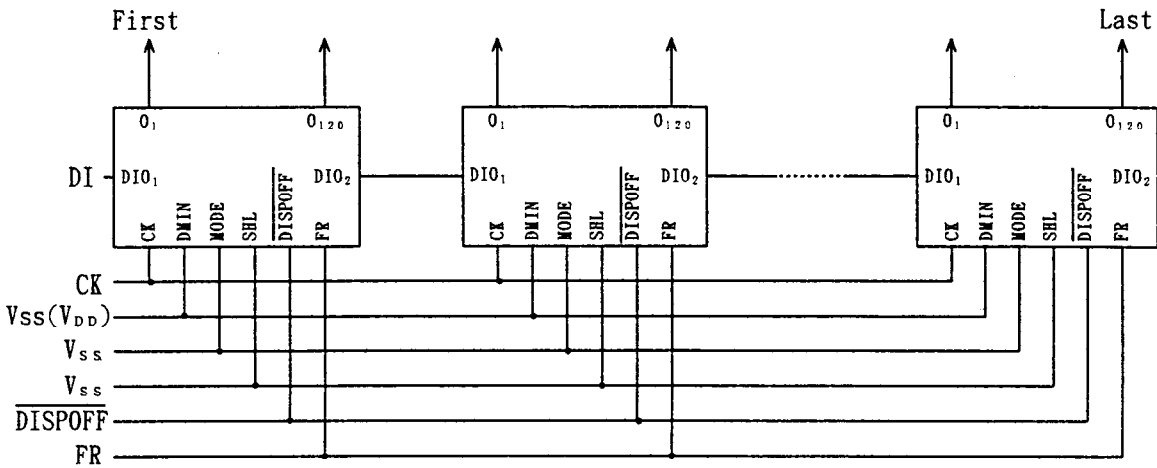 First Last
O₁ O₁₂₀ O₁ O₁₂₀ O₁ O₁₂₀
DI DIO₁ DIO₂ DIO₁ DIO₂ DIO₁ DIO₂
CK DMIN MODE SHL DISPOFF FR CK DMIN MODE SHL DISPOFF FR CK DMIN MODE SHL DISPOFF FR
CK
VSS(VDD)
VSS
VSS
DISPOFF
FR